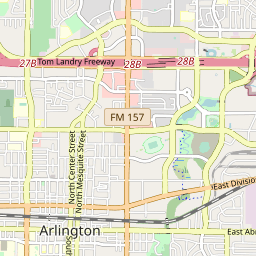 27B
Tom Landry Freeway
28B
28B
FM 157
North Center Street
North Mesquite Street
East Division
Arlington
East Ab